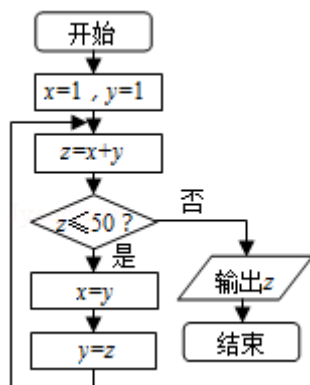 开始
x=1 , y=1
z=x+y
z≤50 ?
否
是
x=y
输出z
y=z
结束